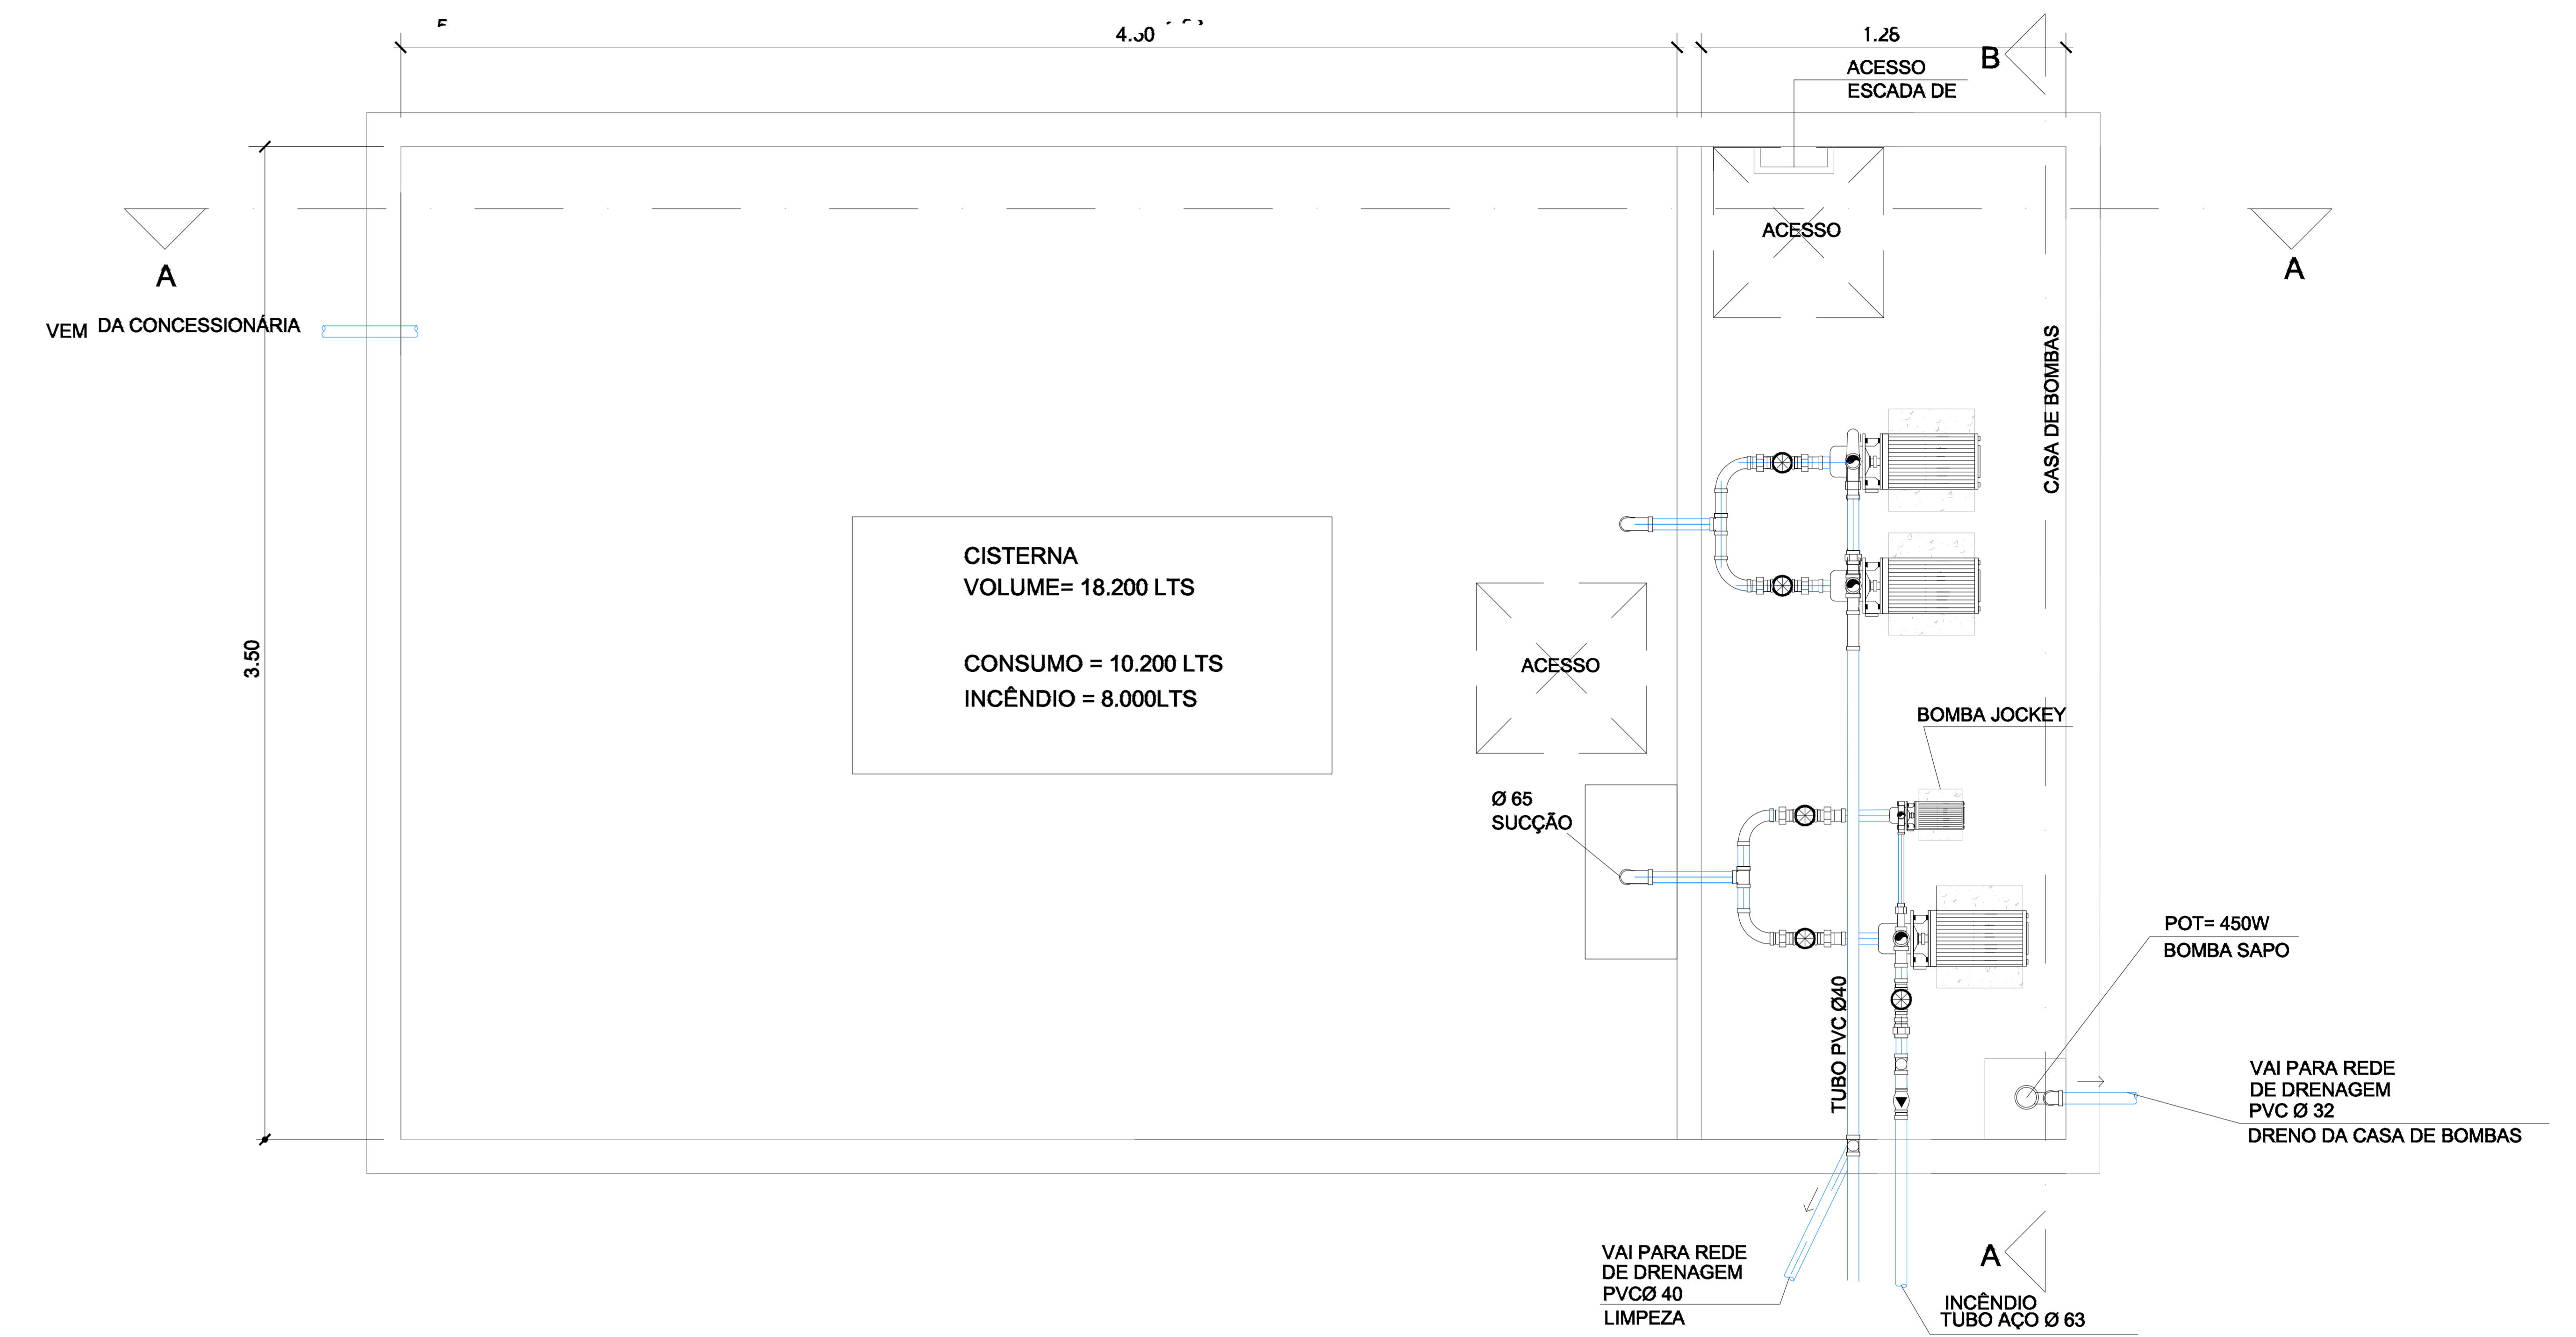 4.50
1.28
B
ACESSO
ESCADA DE
ACESSO
A
A
VEM DA CONCESSIONÁRIA
CASA DE BOMBAS
CISTERNA
VOLUME= 18.200 LTS
CONSUMO = 10.200 LTS
INCÊNDIO = 8.000LTS
3.50
ACESSO
BOMBA JOCKEY
Ø 65
SUCÇÃO
POT= 450W
BOMBA SAPO
TUBO PVC Ø40
VAI PARA REDE
DE DRENAGEM
PVC Ø 32
DRENO DA CASA DE BOMBAS
VAI PARA REDE
DE DRENAGEM
PVCØ 40
LIMPEZA
A
INCÊNDIO
TUBO AÇO Ø 63